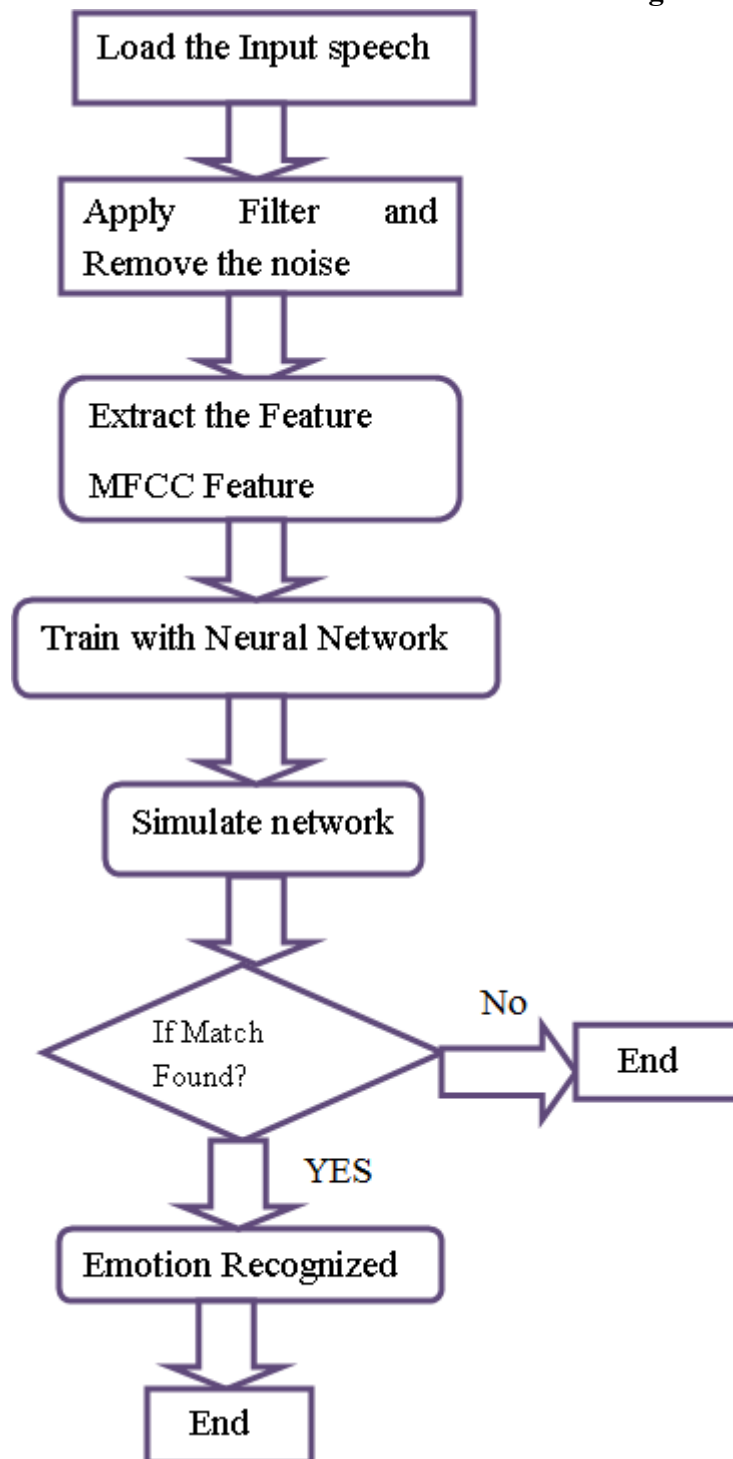 Load the Input speech
Apply Filter and
Remove the noise
Extract the Feature
MFCC Feature
Train with Neural Network
Simulate network
If Match
Found?
No
End
YES
Emotion Recognized
End